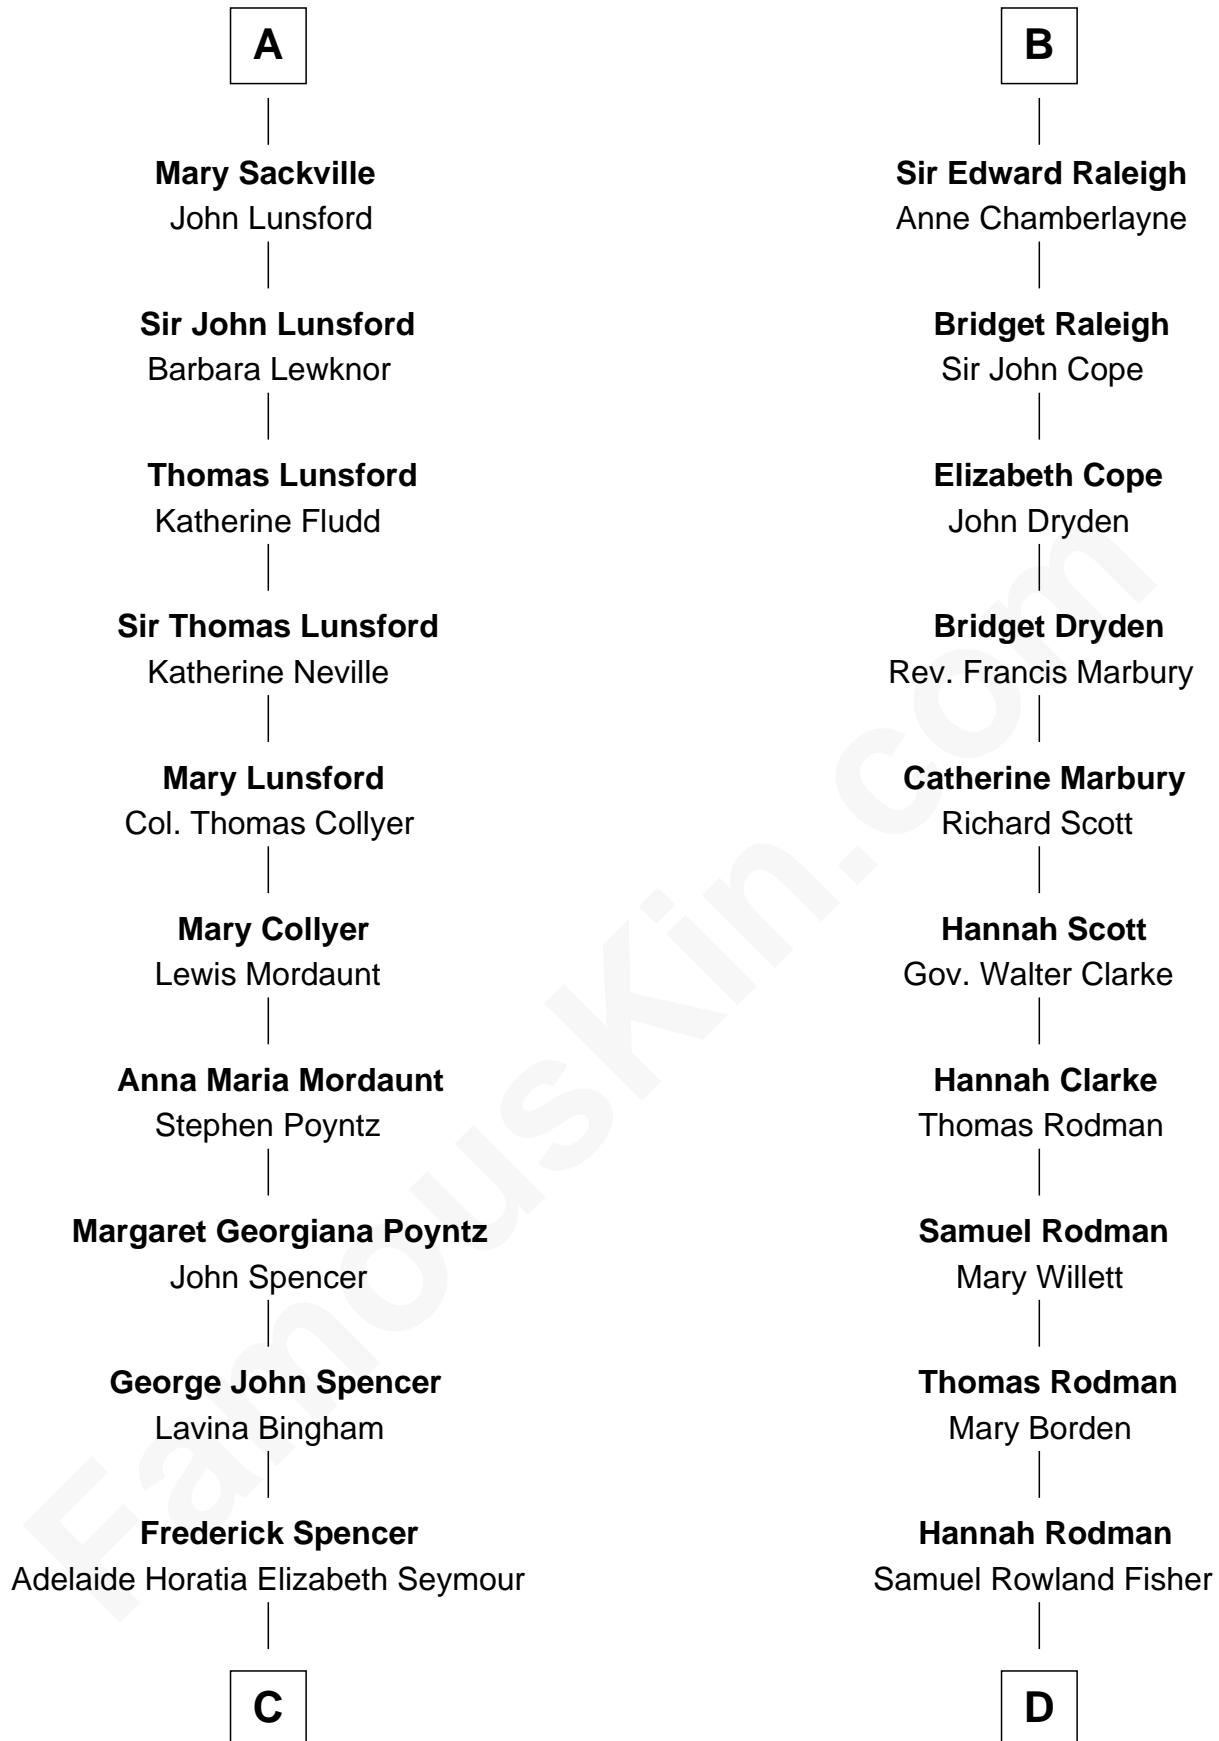 A
Mary Sackville
John Lunsford
Sir John Lunsford
Barbara Lewknor
Thomas Lunsford
Katherine Fludd
Sir Thomas Lunsford
Katherine Neville
Mary Lunsford
Col. Thomas Collyer
Mary Collyer
Lewis Mordaunt
Anna Maria Mordaunt
Stephen Poyntz
Margaret Georgiana Poyntz
John Spencer
George John Spencer
Lavina Bingham
Frederick Spencer
Adelaide Horatia Elizabeth Seymour
C
B
Sir Edward Raleigh
Anne Chamberlayne
Bridget Raleigh
Sir John Cope
Elizabeth Cope
John Dryden
Bridget Dryden
Rev. Francis Marbury
Catherine Marbury
Richard Scott
Hannah Scott
Gov. Walter Clarke
Hannah Clarke
Thomas Rodman
Samuel Rodman
Mary Willett
Thomas Rodman
Mary Borden
Hannah Rodman
Samuel Rowland Fisher
D
FamousKin.com